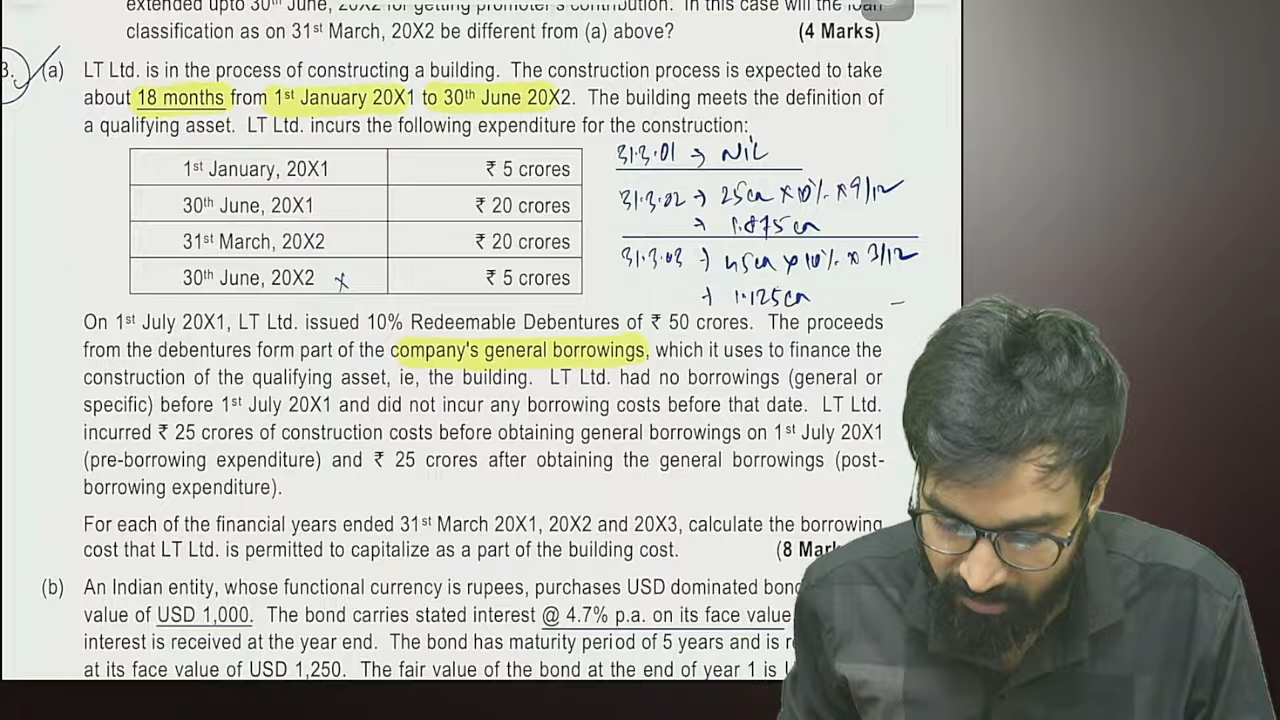 extended upto 30th June, 20X2 for getting promoter's contribution. In this case will the loan
classification as on 31st March, 20X2 be different from (a) above? (4 Marks)
3. (a) LT Ltd. is in the process of constructing a building. The construction process is expected to take
about 18 months from 1st January 20X1 to 30th June 20X2. The building meets the definition of
a qualifying asset. LT Ltd. incurs the following expenditure for the construction:
1st January, 20X1 ₹ 5 crores
30th June, 20X1 ₹ 20 crores
31st March, 20X2 ₹ 20 crores
30th June, 20X2 x ₹ 5 crores
31.3.01 → NIL
31.3.02 → 25cr x 10% x 9/12
→ 1.875cr
31.3.03 → 45cr x 10% x 3/12
→ 1.125cr
On 1st July 20X1, LT Ltd. issued 10% Redeemable Debentures of ₹ 50 crores. The proceeds
from the debentures form part of the company's general borrowings, which it uses to finance the
construction of the qualifying asset, ie, the building. LT Ltd. had no borrowings (general or
specific) before 1st July 20X1 and did not incur any borrowing costs before that date. LT Ltd.
incurred ₹ 25 crores of construction costs before obtaining general borrowings on 1st July 20X1
(pre-borrowing expenditure) and ₹ 25 crores after obtaining the general borrowings (post-
borrowing expenditure).
For each of the financial years ended 31st March 20X1, 20X2 and 20X3, calculate the borrowing
cost that LT Ltd. is permitted to capitalize as a part of the building cost. (8 Mar
(b) An Indian entity, whose functional currency is rupees, purchases USD dominated bond
value of USD 1,000. The bond carries stated interest @ 4.7% p.a. on its face value
interest is received at the year end. The bond has maturity period of 5 years and is
at its face value of USD 1,250. The fair value of the bond at the end of year 1 is